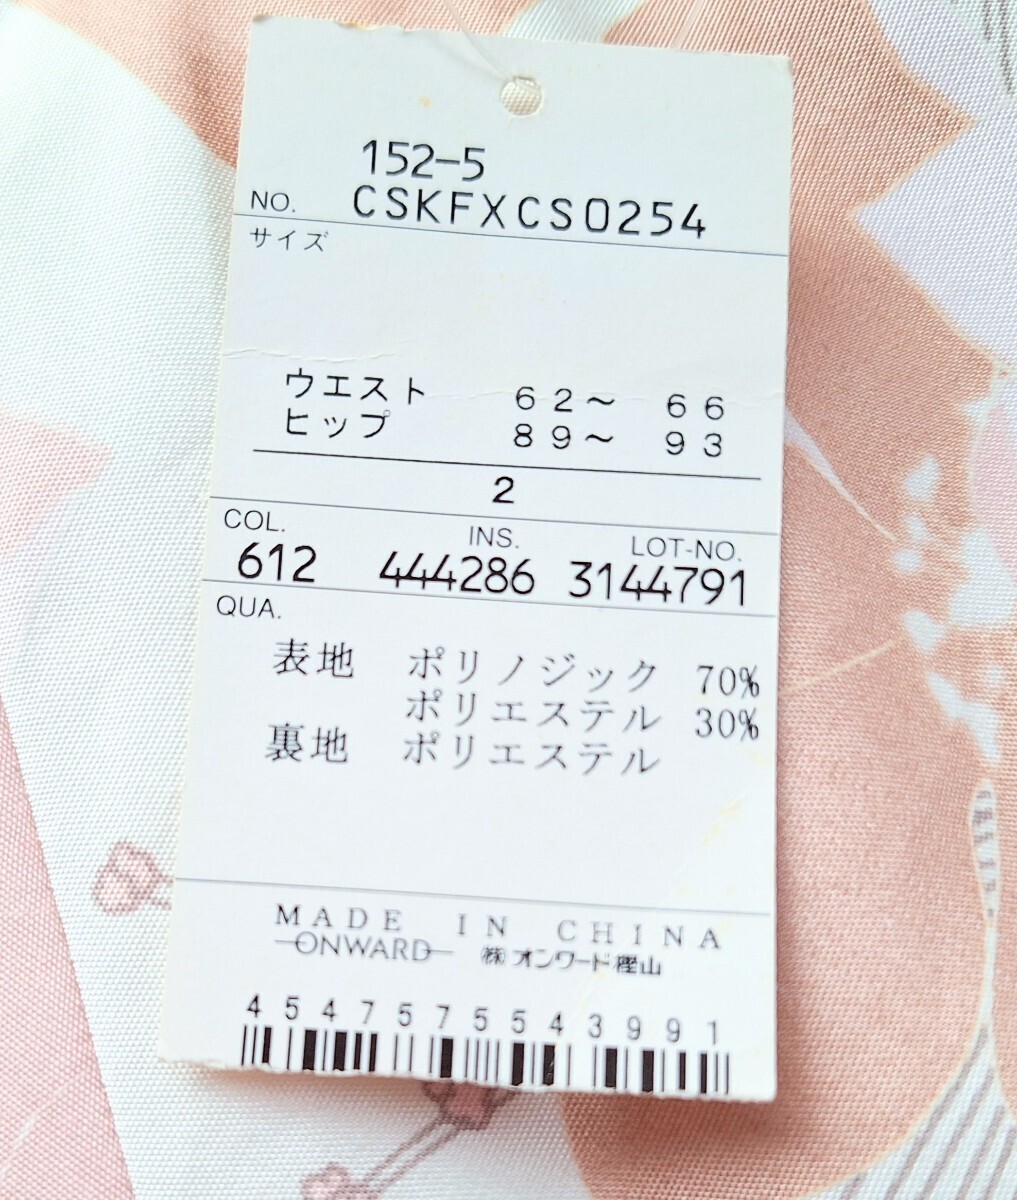 152-5
NO. CSKFXCS0254
サイズ
ウエスト 62〜 66
ヒップ 89〜 93
2
COL. INS. LOT-NO.
612 444286 3144791
QUA.
表地 ポリノジック 70%
ポリエステル 30%
裏地 ポリエステル
MADE IN CHINA
ONWARD ㈱オンワード樫山
4547575543991